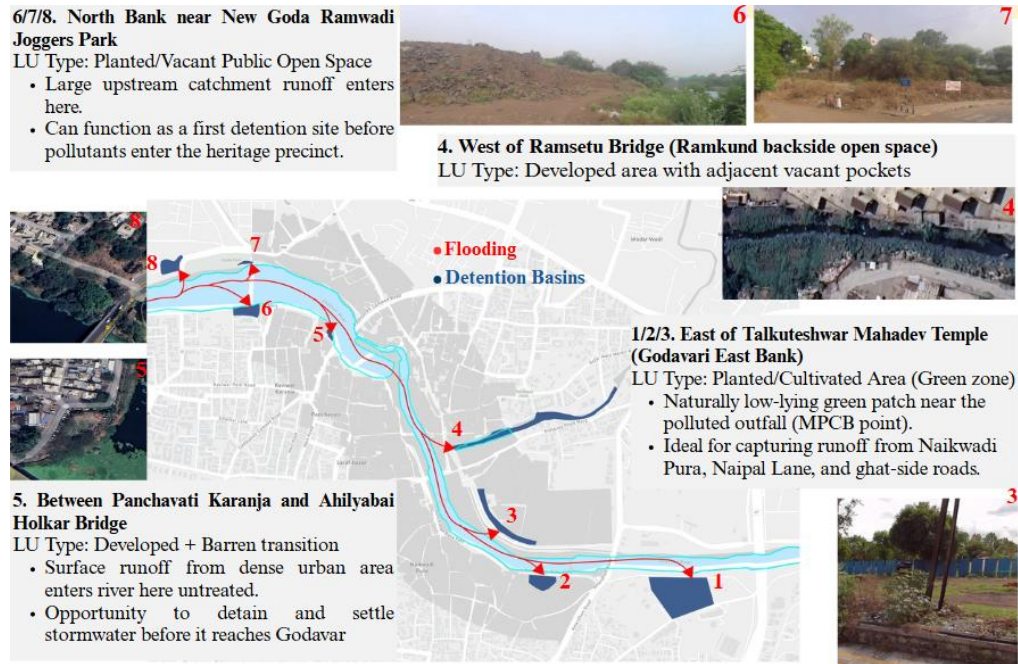 6/7/8. North Bank near New Goda Ramwadi
Joggers Park
LU Type: Planted/Vacant Public Open Space
• Large upstream catchment runoff enters
here.
• Can function as a first detention site before
pollutants enter the heritage precinct.
6
7
4. West of Ramsetu Bridge (Ramkund backside open space)
LU Type: Developed area with adjacent vacant pockets
4
8
7
8
6
5
• Flooding
• Detention Basins
1/2/3. East of Talkuteshwar Mahadev Temple
(Godavari East Bank)
LU Type: Planted/Cultivated Area (Green zone)
• Naturally low-lying green patch near the
polluted outfall (MPCB point).
• Ideal for capturing runoff from Naikwadi
Pura, Naipal Lane, and ghat-side roads.
5
4
3
2
1
5. Between Panchavati Karanja and Ahilyabai
Holkar Bridge
LU Type: Developed + Barren transition
• Surface runoff from dense urban area
enters river here untreated.
• Opportunity to detain and settle
stormwater before it reaches Godavar
3